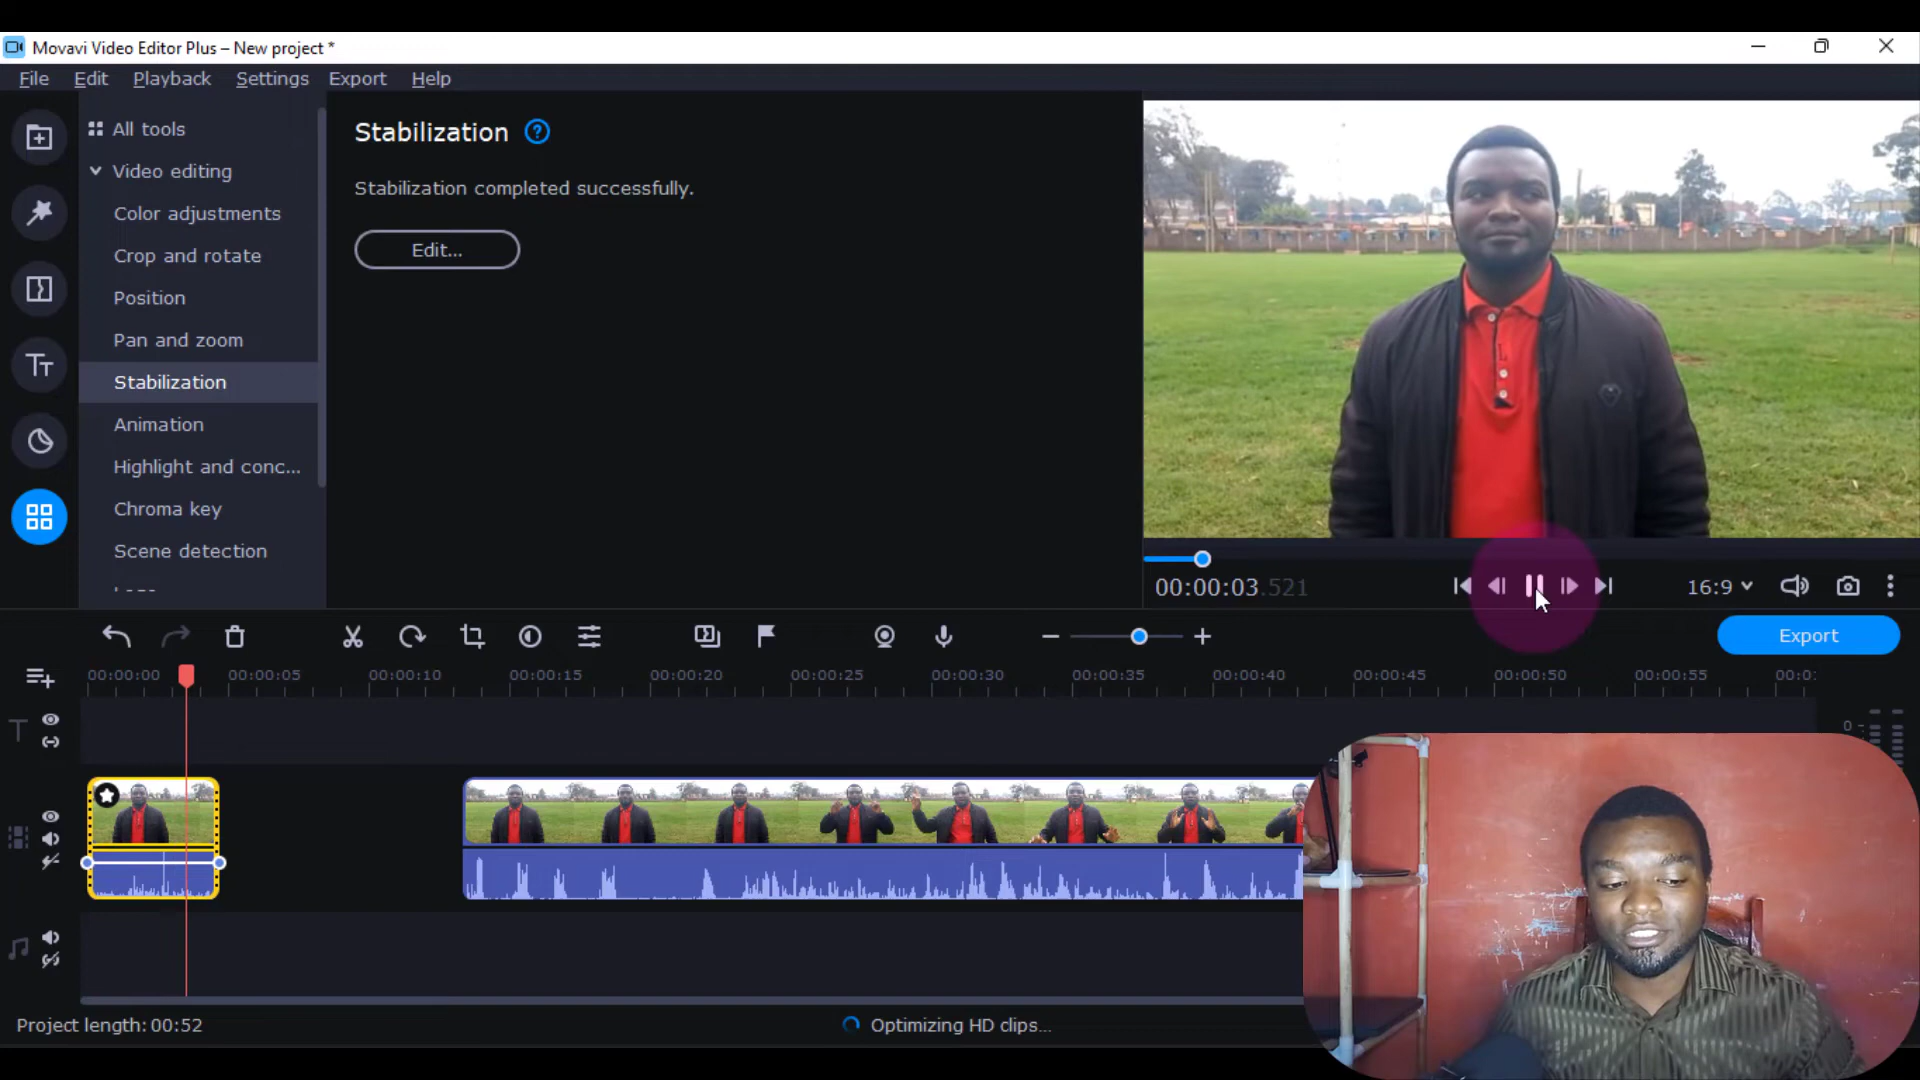 Movavi Video Editor Plus – New project *
File Edit Playback Settings Export Help
All tools
Video editing
Color adjustments
Crop and rotate
Position
Pan and zoom
Stabilization
Animation
Highlight and conc...
Chroma key
Scene detection
Stabilization ?
Stabilization completed successfully.
Edit...
00:00:03.521
16:9
Export
00:00:00 00:00:05 00:00:10 00:00:15 00:00:20 00:00:25 00:00:30 00:00:35 00:00:40 00:00:45 00:00:50 00:00:55 00:0
0
Project length: 00:52
Optimizing HD clips...